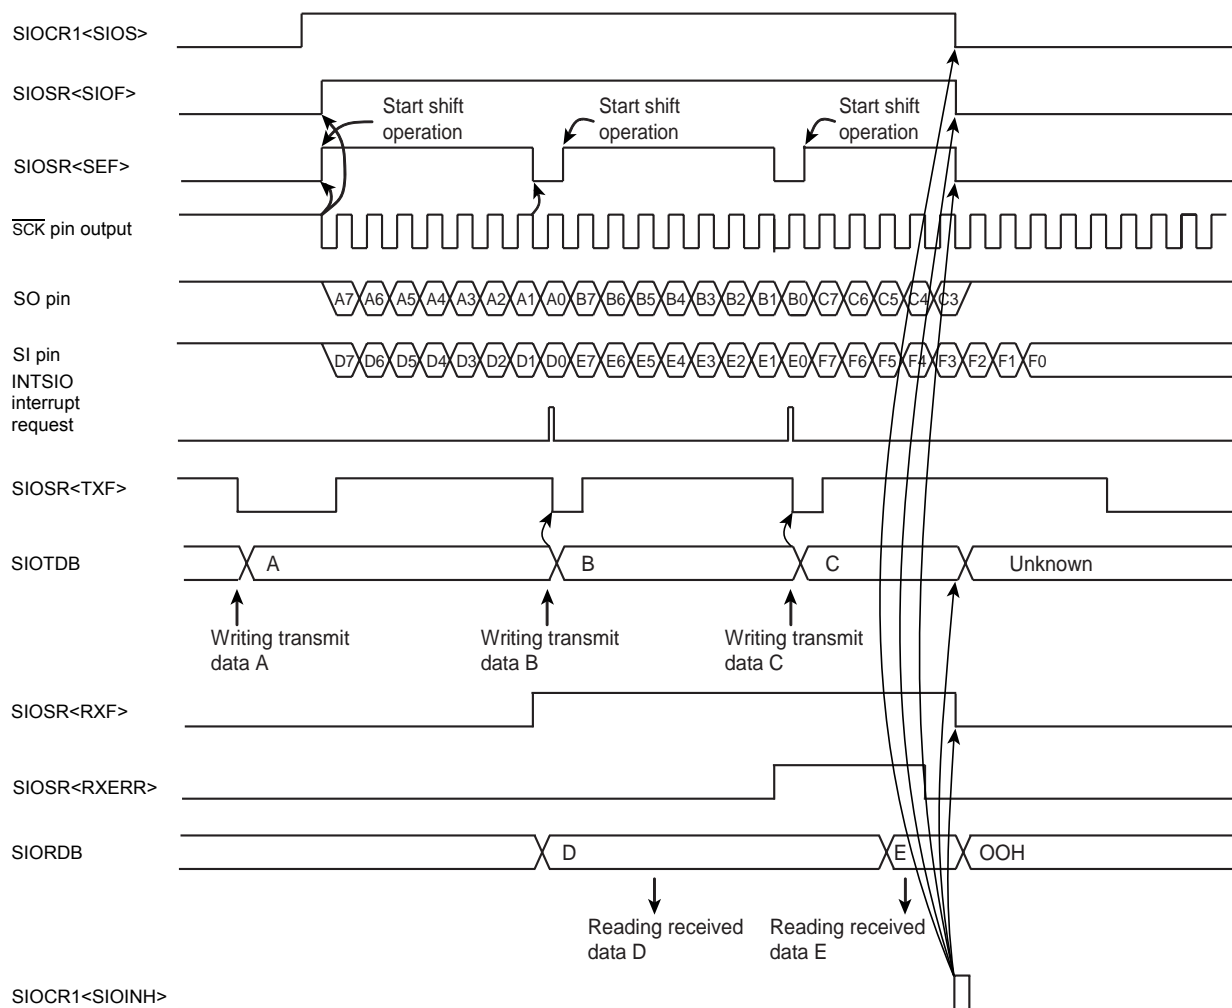 SIOCR1<SIOS>
SIOSR<SIOF>
Start shift
operation
Start shift
operation
Start shift
operation
SIOSR<SEF>
SCK pin output
SO pin
A7 A6 A5 A4 A3 A2 A1 A0 B7 B6 B5 B4 B3 B2 B1 B0 C7 C6 C5 C4 C3
SI pin
D7 D6 D5 D4 D3 D2 D1 D0 E7 E6 E5 E4 E3 E2 E1 E0 F7 F6 F5 F4 F3 F2 F1 F0
INTSIO
interrupt
request
SIOSR<TXF>
SIOTDB
A B C Unknown
Writing transmit
data A
Writing transmit
data B
Writing transmit
data C
SIOSR<RXF>
SIOSR<RXERR>
SIORDB
D E OOH
Reading received
data D
Reading received
data E
SIOCR1<SIOINH>